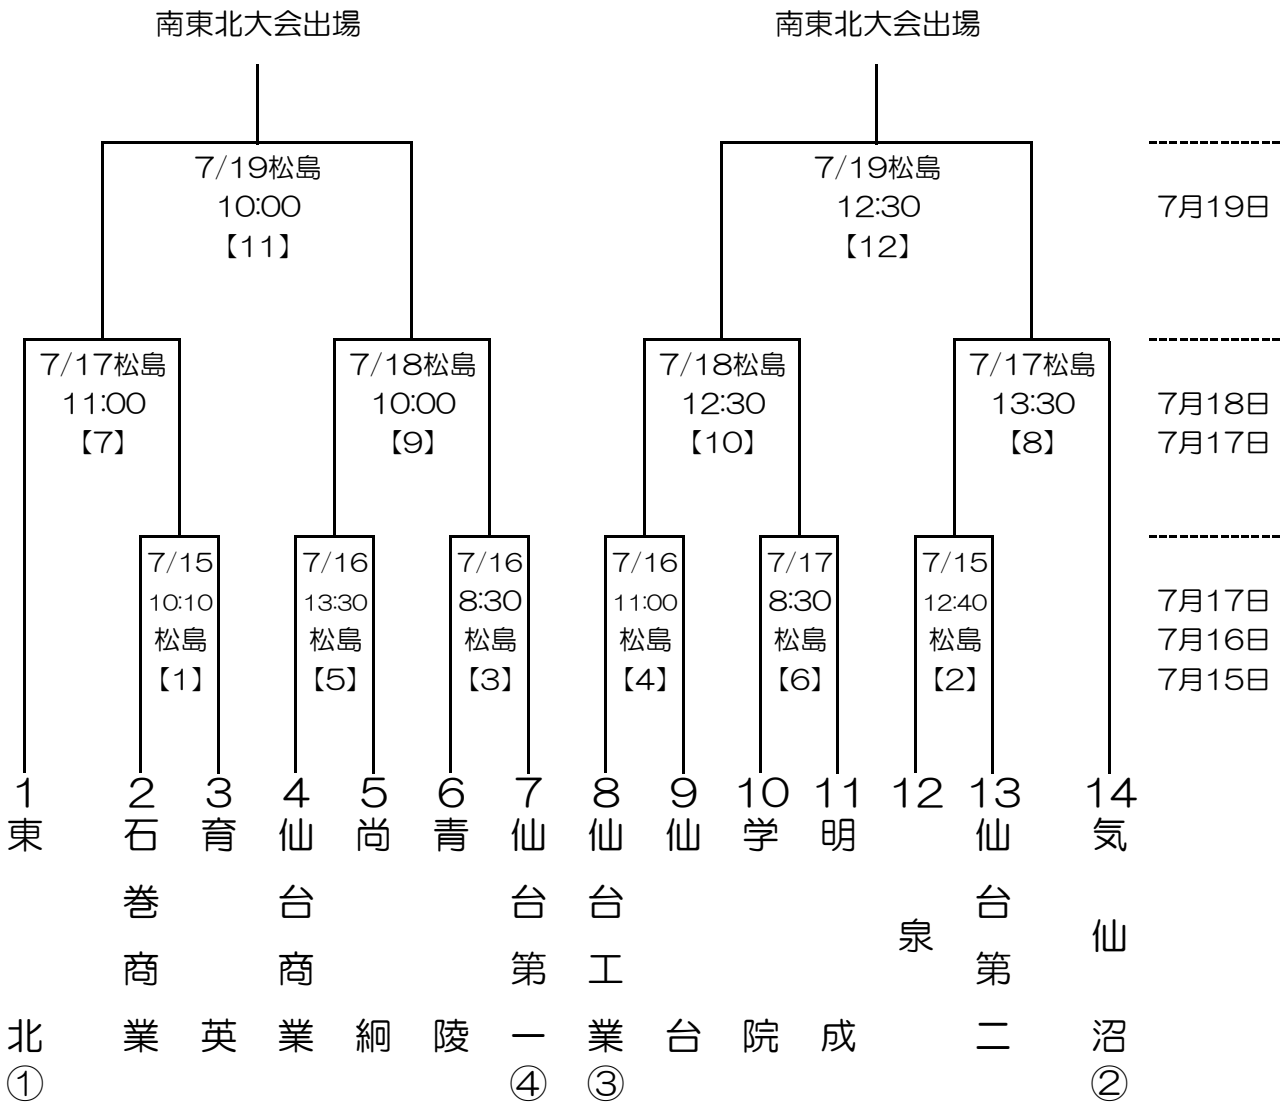 南東北大会出場
南東北大会出場
7/19松島
10:00
【11】
7/19松島
12:30
【12】
7月19日
7/17松島
11:00
【7】
7/18松島
10:00
【9】
7/18松島
12:30
【10】
7/17松島
13:30
【8】
7月18日
7月17日
7/15
10:10
松島
【1】
7/16
13:30
松島
【5】
7/16
8:30
松島
【3】
7/16
11:00
松島
【4】
7/17
8:30
松島
【6】
7/15
12:40
松島
【2】
7月17日
7月16日
7月15日
1
東北
①
2
石巻商業
3
育英
4
仙台商業
5
尚絅
6
青陵
7
仙台第一
④
8
仙台工業
③
9
仙台
10
学院
11
明成
12
泉
13
仙台第二
14
気仙沼
②